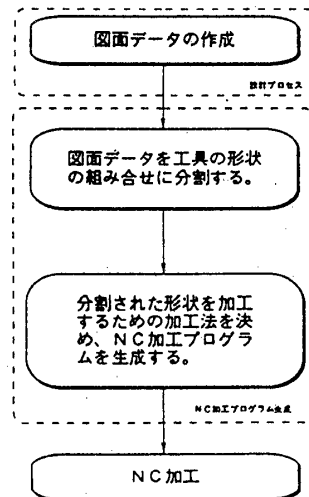 図面データの作成
設計プロセス
図面データを工具の形状
の組み合せに分割する。
分割された形状を加工
するための加工法を決
め、NC加工プログラ
ムを生成する。
NC加工プログラム生成
NC加工